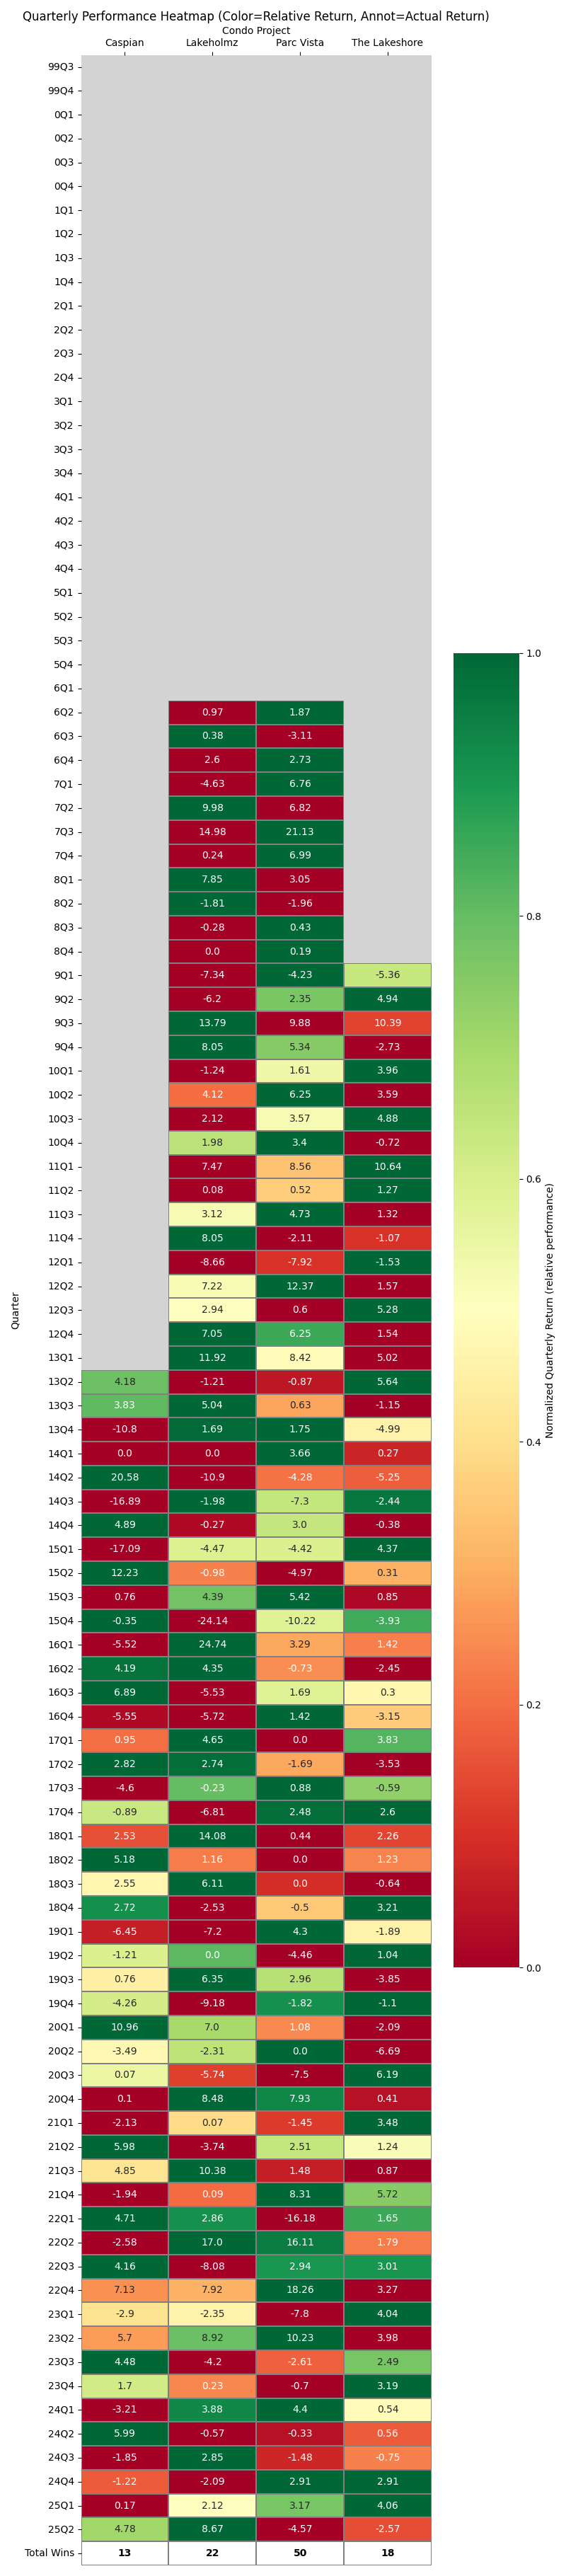 Quarterly Performance Heatmap (Color=Relative Return, Annot=Actual Return)
Condo Project
Caspian Lakeholmz Parc Vista The Lakeshore
99Q3
99Q4
0Q1
0Q2
0Q3
0Q4
1Q1
1Q2
1Q3
1Q4
2Q1
2Q2
2Q3
2Q4
3Q1
3Q2
3Q3
3Q4
4Q1
4Q2
4Q3
4Q4
5Q1
5Q2
5Q3
5Q4
6Q1
6Q2 0.97 1.87
6Q3 0.38 -3.11
6Q4 2.6 2.73
7Q1 -4.63 6.76
7Q2 9.98 6.82
7Q3 14.98 21.13
7Q4 0.24 6.99
8Q1 7.85 3.05
8Q2 -1.81 -1.96
8Q3 -0.28 0.43
8Q4 0.0 0.19
9Q1 -7.34 -4.23 -5.36
9Q2 -6.2 2.35 4.94
9Q3 13.79 9.88 10.39
9Q4 8.05 5.34 -2.73
10Q1 -1.24 1.61 3.96
10Q2 4.12 6.25 3.59
10Q3 2.12 3.57 4.88
10Q4 1.98 3.4 -0.72
11Q1 7.47 8.56 10.64
11Q2 0.08 0.52 1.27
11Q3 3.12 4.73 1.32
11Q4 8.05 -2.11 -1.07
12Q1 -8.66 -7.92 -1.53
12Q2 7.22 12.37 1.57
12Q3 2.94 0.6 5.28
12Q4 7.05 6.25 1.54
13Q1 11.92 8.42 5.02
13Q2 4.18 -1.21 -0.87 5.64
13Q3 3.83 5.04 0.63 -1.15
13Q4 -10.8 1.69 1.75 -4.99
14Q1 0.0 0.0 3.66 0.27
14Q2 20.58 -10.9 -4.28 -5.25
14Q3 -16.89 -1.98 -7.3 -2.44
14Q4 4.89 -0.27 3.0 -0.38
15Q1 -17.09 -4.47 -4.42 4.37
15Q2 12.23 -0.98 -4.97 0.31
15Q3 0.76 4.39 5.42 0.85
15Q4 -0.35 -24.14 -10.22 -3.93
16Q1 -5.52 24.74 3.29 1.42
16Q2 4.19 4.35 -0.73 -2.45
16Q3 6.89 -5.53 1.69 0.3
16Q4 -5.55 -5.72 1.42 -3.15
17Q1 0.95 4.65 0.0 3.83
17Q2 2.82 2.74 -1.69 -3.53
17Q3 -4.6 -0.23 0.88 -0.59
17Q4 -0.89 -6.81 2.48 2.6
18Q1 2.53 14.08 0.44 2.26
18Q2 5.18 1.16 0.0 1.23
18Q3 2.55 6.11 0.0 -0.64
18Q4 2.72 -2.53 -0.5 3.21
19Q1 -6.45 -7.2 4.3 -1.89
19Q2 -1.21 0.0 -4.46 1.04
19Q3 0.76 6.35 2.96 -3.85
19Q4 -4.26 -9.18 -1.82 -1.1
20Q1 10.96 7.0 1.08 -2.09
20Q2 -3.49 -2.31 0.0 -6.69
20Q3 0.07 -5.74 -7.5 6.19
20Q4 0.1 8.48 7.93 0.41
21Q1 -2.13 0.07 -1.45 3.48
21Q2 5.98 -3.74 2.51 1.24
21Q3 4.85 10.38 1.48 0.87
21Q4 -1.94 0.09 8.31 5.72
22Q1 4.71 2.86 -16.18 1.65
22Q2 -2.58 17.0 16.11 1.79
22Q3 4.16 -8.08 2.94 3.01
22Q4 7.13 7.92 18.26 3.27
23Q1 -2.9 -2.35 -7.8 4.04
23Q2 5.7 8.92 10.23 3.98
23Q3 4.48 -4.2 -2.61 2.49
23Q4 1.7 0.23 -0.7 3.19
24Q1 -3.21 3.88 4.4 0.54
24Q2 5.99 -0.57 -0.33 0.56
24Q3 -1.85 2.85 -1.48 -0.75
24Q4 -1.22 -2.09 2.91 2.91
25Q1 0.17 2.12 3.17 4.06
25Q2 4.78 8.67 -4.57 -2.57
Total Wins 13 22 50 18
Quarter
1.0
0.8
0.6
0.4
0.2
0.0
Normalized Quarterly Return (relative performance)